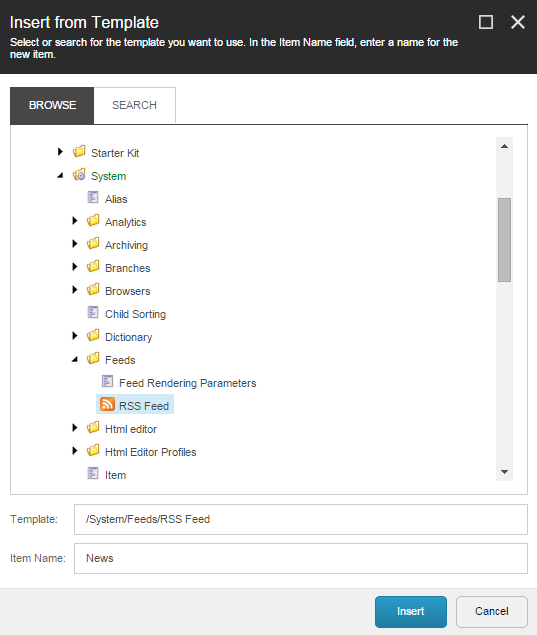 Insert from Template
Select or search for the template you want to use. In the Item Name field, enter a name for the
new item.
BROWSE SEARCH
Starter Kit
System
Alias
Analytics
Archiving
Branches
Browsers
Child Sorting
Dictionary
Feeds
Feed Rendering Parameters
RSS Feed
Html editor
Html Editor Profiles
Item
Template: /System/Feeds/RSS Feed
Item Name: News
Insert Cancel